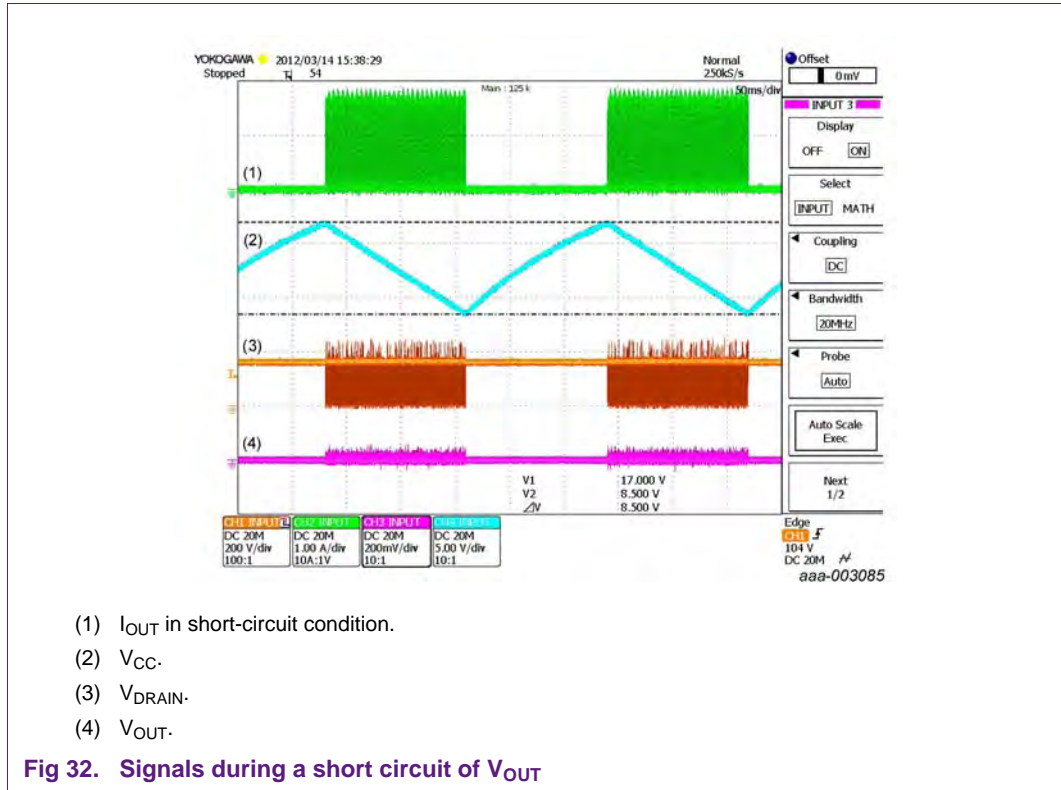 YOKOGAWA 2012/03/14 15:38:29 Normal
Stopped 54 250kS/s
Main : 125 k 50ms/div
(1)
(2)
(3)
(4)
V1 17.000 V
V2 8.500 V
⊿V 8.500 V
Offset
0 mV
INPUT 3
Display
OFF ON
Select
INPUT MATH
Coupling
DC
Bandwidth
20MHz
Probe
Auto
Auto Scale
Exec
Next
1/2
CH1 INPUT CH2 INPUT CH3 INPUT CH4 INPUT
DC 20M DC 20M DC 20M DC 20M
200 V/div 1.00 A/div 200mV/div 5.00 V/div
100:1 10A:1V 10:1 10:1
Edge
CH1
104 V
DC 20M
aaa-003085
(1) IOUT in short-circuit condition.
(2) VCC.
(3) VDRAIN.
(4) VOUT.
Fig 32. Signals during a short circuit of VOUT